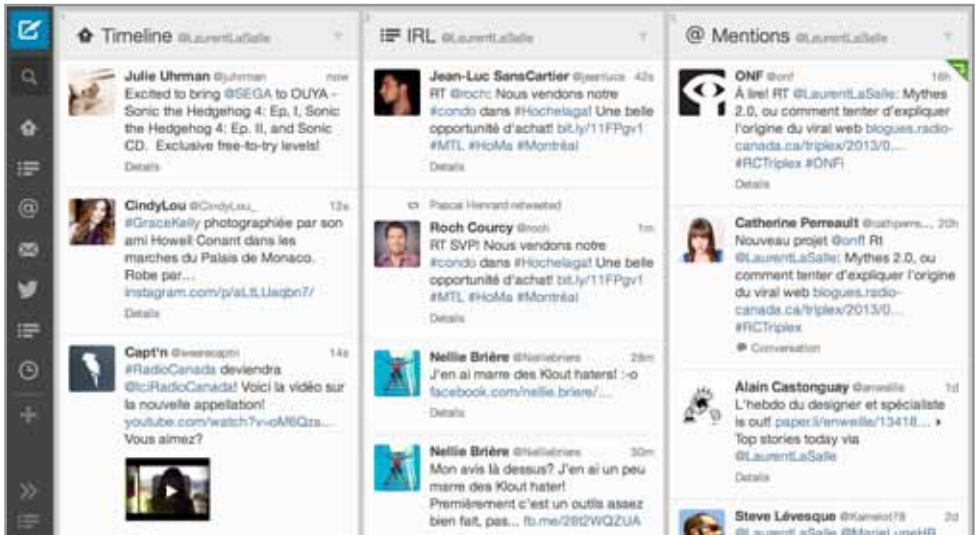 Timeline @LaurentLaSalle
Julie Uhrman @juhrman now
Excited to bring @SEGA to OUYA -
Sonic the Hedgehog 4: Ep. I, Sonic
the Hedgehog 4: Ep. II, and Sonic
CD. Exclusive free-to-try levels!
Details
CindyLou @CindyLou_ 12s
#GraceKelly photographiée par son
ami Howell Conant dans les
marches du Palais de Monaco.
Robe par...
Details
Capt'n @wearecaptn 14s
#RadioCanada deviendra
@IciRadioCanada! Voici la vidéo sur
la nouvelle appellation!
Vous aimez?
IRL @LaurentLaSalle
Jean-Luc SansCartier @jeanluca 42s
RT @roch: Nous vendons notre
#condo dans #Hochelaga! Une belle
opportunité d'achat! bit.ly/11FPgv1
#MTL #HoMa #Montréal
Details
Pascal Henrard retweeted
Roch Courcy @roch 1m
RT SVP! Nous vendons notre
#condo dans #Hochelaga! Une belle
opportunité d'achat! bit.ly/11FPgv1
#MTL #HoMa #Montréal
Details
Nellie Brière @Nelliebriere 28m
J'en ai marre des Klout haters! :-o
facebook.com/nellie.briere/...
Details
Nellie Brière @Nelliebriere 30m
Mon avis là dessus? J'en ai un peu
marre des Klout hater!
Premièrement c'est un outils assez
bien fait, pas... fb.me/28t2WQZUA
@ Mentions @LaurentLaSalle
ONF @onf 18h
À lire! RT @LaurentLaSalle: Mythes
2.0, ou comment tenter d'expliquer
l'origine du viral web blogues.radio-
canada.ca/triplex/2013/0...
#RCTriplex #ONFi
Details
Catherine Perreault @cathperre... 20h
Nouveau projet @onf! Rt
@LaurentLaSalle: Mythes 2.0, ou
comment tenter d'expliquer l'origine
du viral web blogues.radio-
canada.ca/triplex/2013/0...
#RCTriplex
Conversation
Alain Castonguay @enweille 1d
L'hebdo du designer et spécialiste
is out! paper.li/enweille/13418...
Top stories today via
@LaurentLaSalle
Details
Steve Lévesque @Kamelot78 2d
@LaurentLaSalle @MarieLuneHB